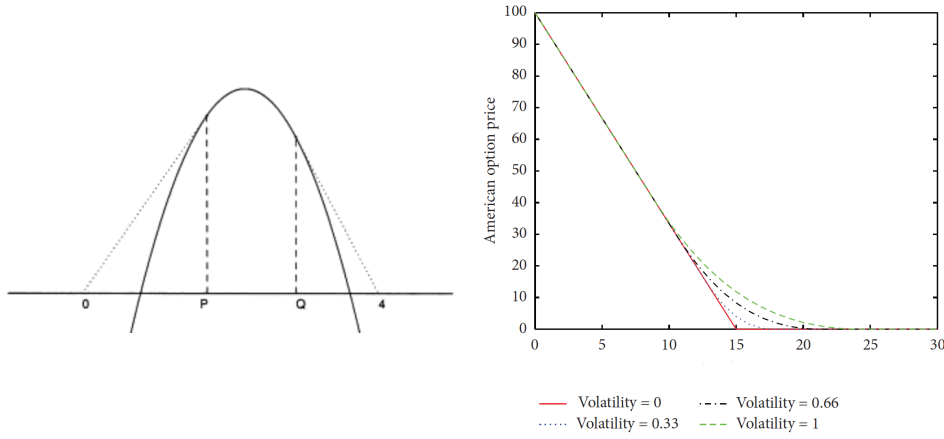 0 P Q 4
American option price
100
90
80
70
60
50
40
30
20
10
0
0 5 10 15 20 25 30
Volatility = 0 Volatility = 0.66
Volatility = 0.33 Volatility = 1